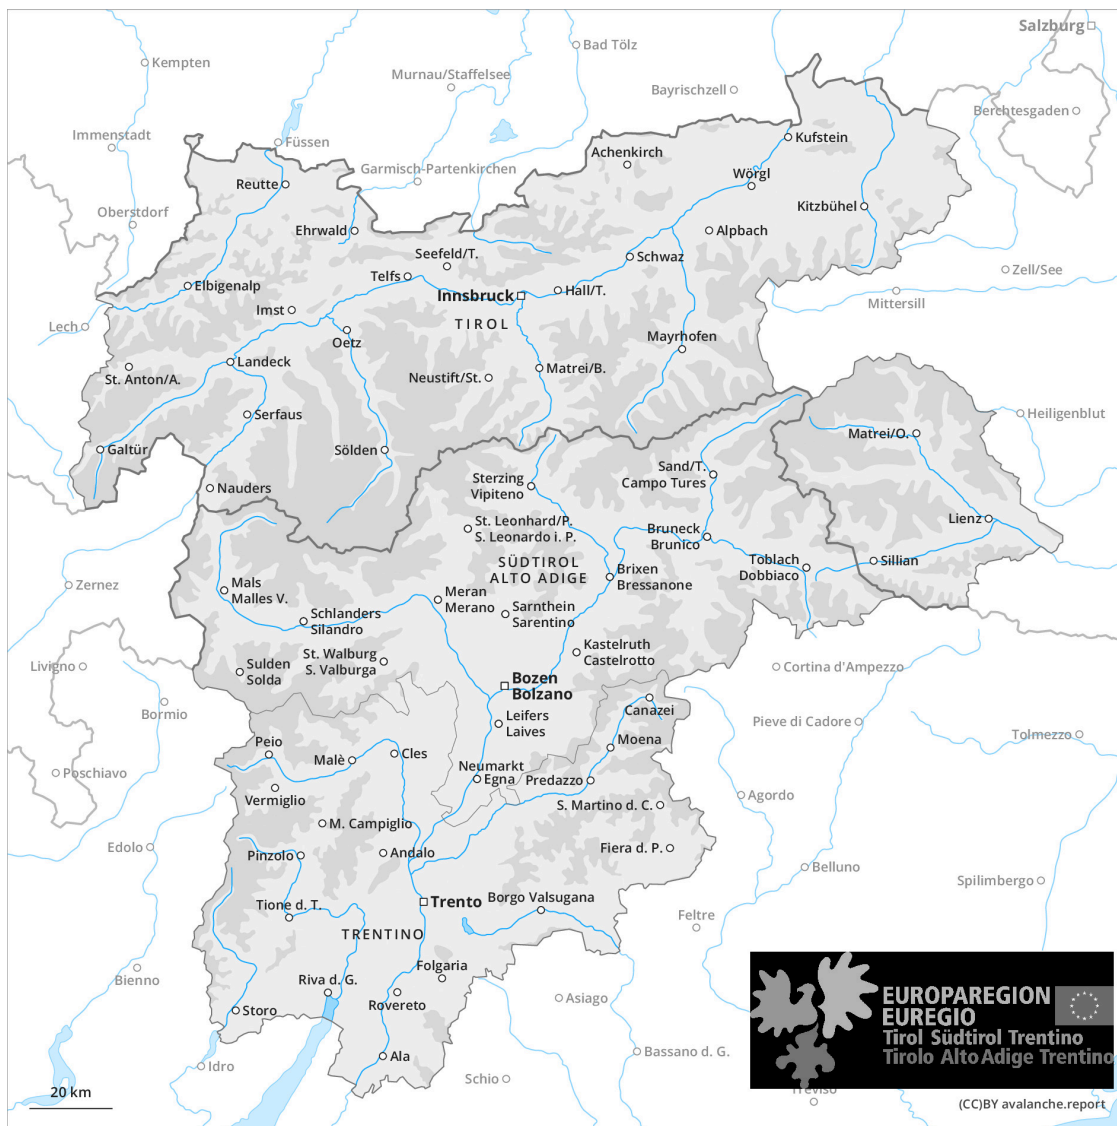 Salzburg
Bad Tölz
Kempten
Murnau/Staffelsee
Bayrischzell
Berchtesgaden
Immenstadt
Füssen
Kufstein
Achenkirch
Garmisch-Partenkirchen
Wörgl
Reutte
Kitzbühel
Oberstdorf
Ehrwald
Alpbach
Seefeld/T.
Schwaz
Telfs
Zell/See
Elbigenalp
Innsbruck
Hall/T.
Mittersill
Imst
TIROL
Lech
Oetz
Mayrhofen
Landeck
Matrei/B.
St. Anton/A.
Neustift/St.
Serfaus
Heiligenblut
Matrei/O.
Galtür
Sölden
Sand/T.
Campo Tures
Sterzing
Vipiteno
Nauders
Lienz
St. Leonhard/P.
S. Leonardo i. P.
Bruneck
Brunico
SÜDTIROL
ALTO ADIGE
Toblach
Dobbiaco
Sillian
Brixen
Bressanone
Zernez
Mals
Malles V.
Meran
Merano
Schlanders
Silandro
Sarnthein
Sarentino
Kastelruth
Castelrotto
St. Walburg
S. Valburga
Livigno
Sulden
Solda
Cortina d'Ampezzo
Bozen
Bolzano
Bormio
Canazei
Leifers
Laives
Pieve di Cadore
Tolmezzo
Moena
Peio
Cles
Malè
Neumarkt
Egna
Poschiavo
Predazzo
Vermiglio
Agordo
S. Martino d. C.
M. Campiglio
Edolo
Fiera d. P.
Andalo
Pinzolo
Belluno
Spilimbergo
Trento
Borgo Valsugana
Tione d. T.
Feltre
TRENTINO
Folgaria
Bienno
Riva d. G.
Rovereto
Asiago
Storo
EUROPAREGION
EUREGIO
Tirol Südtirol Trentino
Tirolo Alto Adige Trentino
Ala
Bassano d. G.
Idro
Schio
20 km
Treviso
(CC)BY avalanche.report